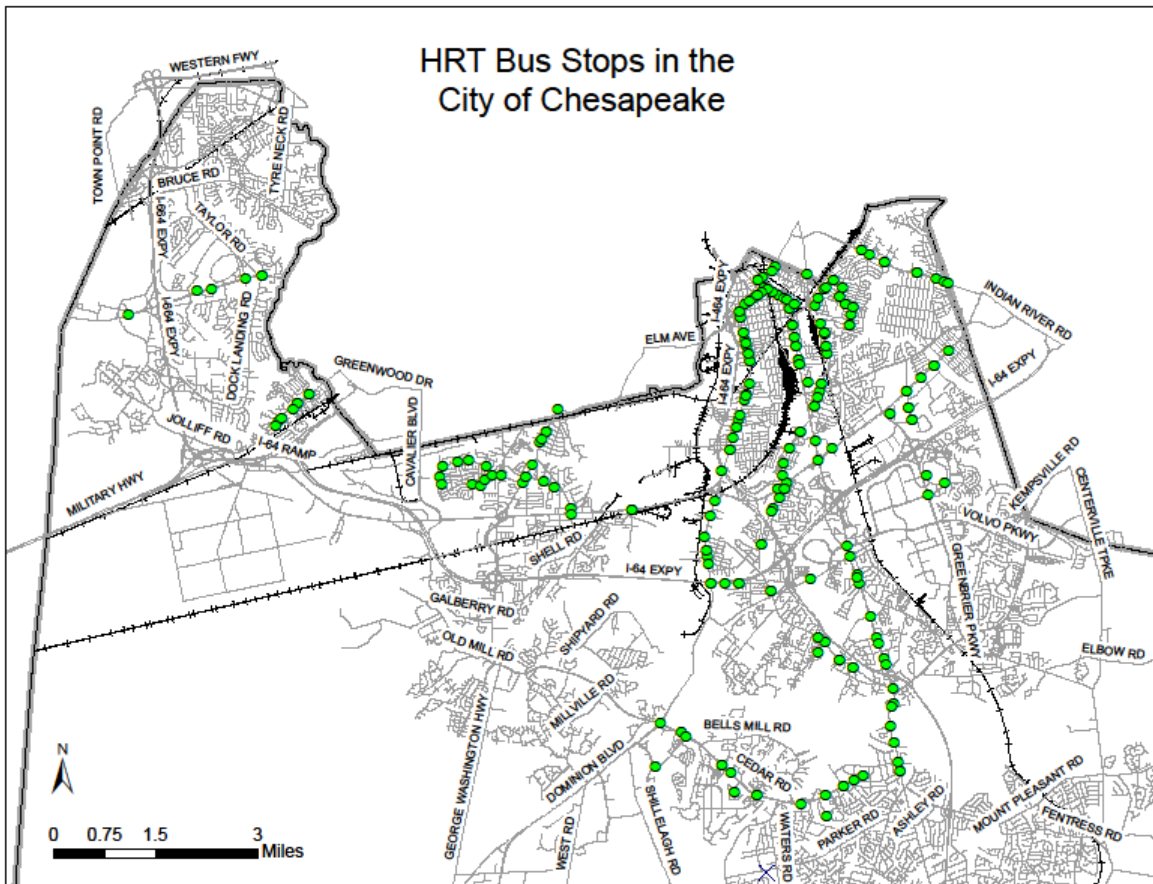 HRT Bus Stops in the
City of Chesapeake
WESTERN FWY
TOWN POINT RD
TYRE NECK RD
BRUCE RD
I-664 EXPY
TAYLOR RD
I-664 EXPY
DOCK LANDING RD
GREENWOOD DR
JOLLIFF RD
I-64 RAMP
CAVALIER BLVD
MILITARY HWY
ELM AVE
I-464 EXPY
I-464 EXPY
INDIAN RIVER RD
I-64 EXPY
KEMPSVILLE RD
CENTERVILLE TPKE
VOLVO PKWY
GREENBRIER PKWY
SHELL RD
I-64 EXPY
GALBERRY RD
SHIPYARD RD
OLD MILL RD
ELBOW RD
MILLVILLE RD
BELLS MILL RD
GEORGE WASHINGTON HWY
DOMINION BLVD
CEDAR RD
WEST RD
SHILLELAGH RD
WATERS RD
PARKER RD
ASHLEY RD
MOUNT PLEASANT RD
FENTRESS RD
N
0 0.75 1.5 3
Miles